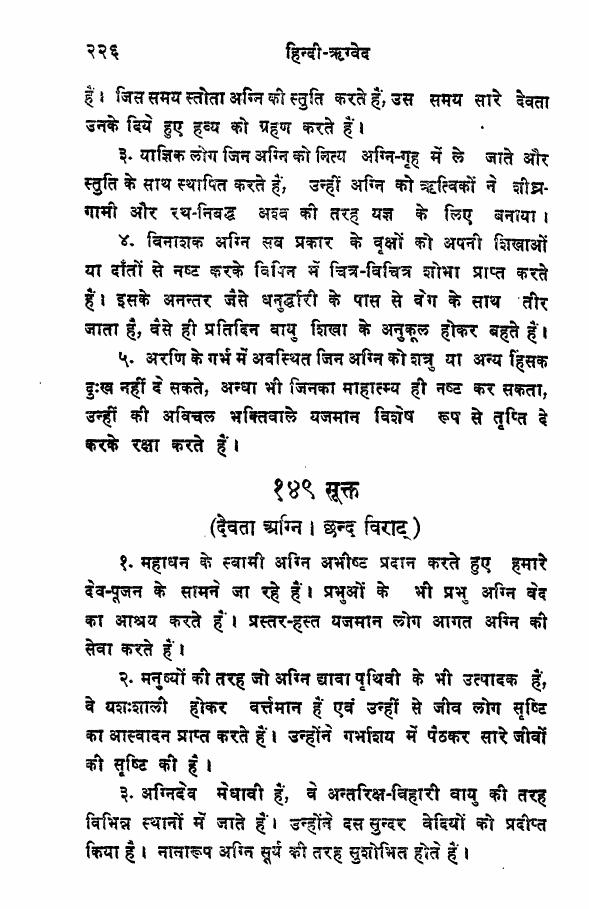 २२६ हिन्दी-ऋग्वेद
हैं। जिस समय स्तोता अग्नि की स्तुति करते हैं, उस समय सारे देवता
उनके दिये हुए हव्य को ग्रहण करते हैं।
३. याज्ञिक लोग जिन अग्नि को नित्य अग्नि-गृह में ले जाते और
स्तुति के साथ स्थापित करते हैं, उन्हीं अग्नि को ऋत्विकों ने शीघ्र-
गामी और रथ-निबद्ध अश्व की तरह यज्ञ के लिए बनाया।
४. विनाशक अग्नि सब प्रकार के वृक्षों को अपनी शिखाओं
या दाँतों से नष्ट करके विपिन में चित्र-विचित्र शोभा प्राप्त करते
हैं। इसके अनन्तर जैसे धनुर्द्धारी के पास से वेग के साथ तीर
जाता है, वैसे ही प्रतिदिन वायु शिखा के अनुकूल होकर बहते हैं।
५. अरणि के गर्भ में अवस्थित जिन अग्नि को शत्रु या अन्य हिंसक
दुःख नहीं दे सकते, अन्धा भी जिनका माहात्म्य ही नष्ट कर सकता,
उन्हीं की अविचल भक्तिवाले यजमान विशेष रूप से तृप्ति दे
करके रक्षा करते हैं।
१४९ सूक्त
(देवता अग्नि। छन्द विराट्)
१. महाधन के स्वामी अग्नि अभीष्ट प्रदान करते हुए हमारे
देव-पूजन के सामने जा रहे हैं। प्रभुओं के भी प्रभु अग्नि वेद
का आश्रय करते हैं। प्रस्तर-हस्त यजमान लोग आगत अग्नि की
सेवा करते हैं।
२. मनुष्यों की तरह जो अग्नि द्यावा पृथिवी के भी उत्पादक हैं,
वे यशःशाली होकर वर्त्तमान हैं एवं उन्हीं से जीव लोग सृष्टि
का आस्वादन प्राप्त करते हैं। उन्होंने गर्भाशय में पैठकर सारे जीवों
की सृष्टि की है।
३. अग्निदेव मेधावी हैं, वे अन्तरिक्ष-विहारी वायु की तरह
विभिन्न स्थानों में जाते हैं। उन्होंने दस सुन्दर वेदियों को प्रदीप्त
किया है। नानारूप अग्नि सूर्य की तरह सुशोभित होते हैं।